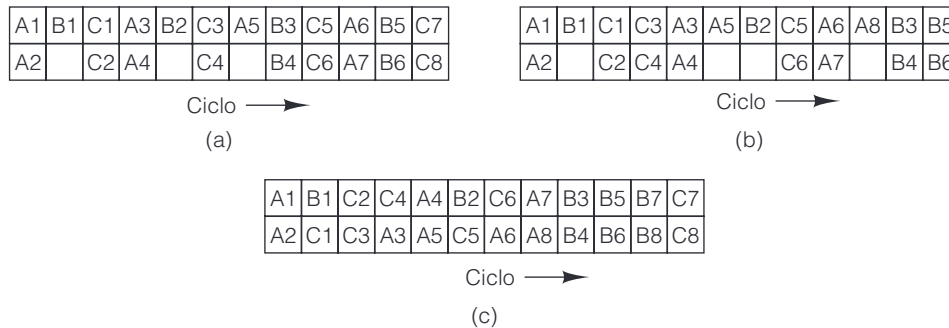 A1 B1 C1 A3 B2 C3 A5 B3 C5 A6 B5 C7
A2 C2 A4 C4 B4 C6 A7 B6 C8
Ciclo
(a)
A1 B1 C1 C3 A3 A5 B2 C5 A6 A8 B3 B5
A2 C2 C4 A4 C6 A7 B4 B6
Ciclo
(b)
A1 B1 C2 C4 A4 B2 C6 A7 B3 B5 B7 C7
A2 C1 C3 A3 A5 C5 A6 A8 B4 B6 B8 C8
Ciclo
(c)